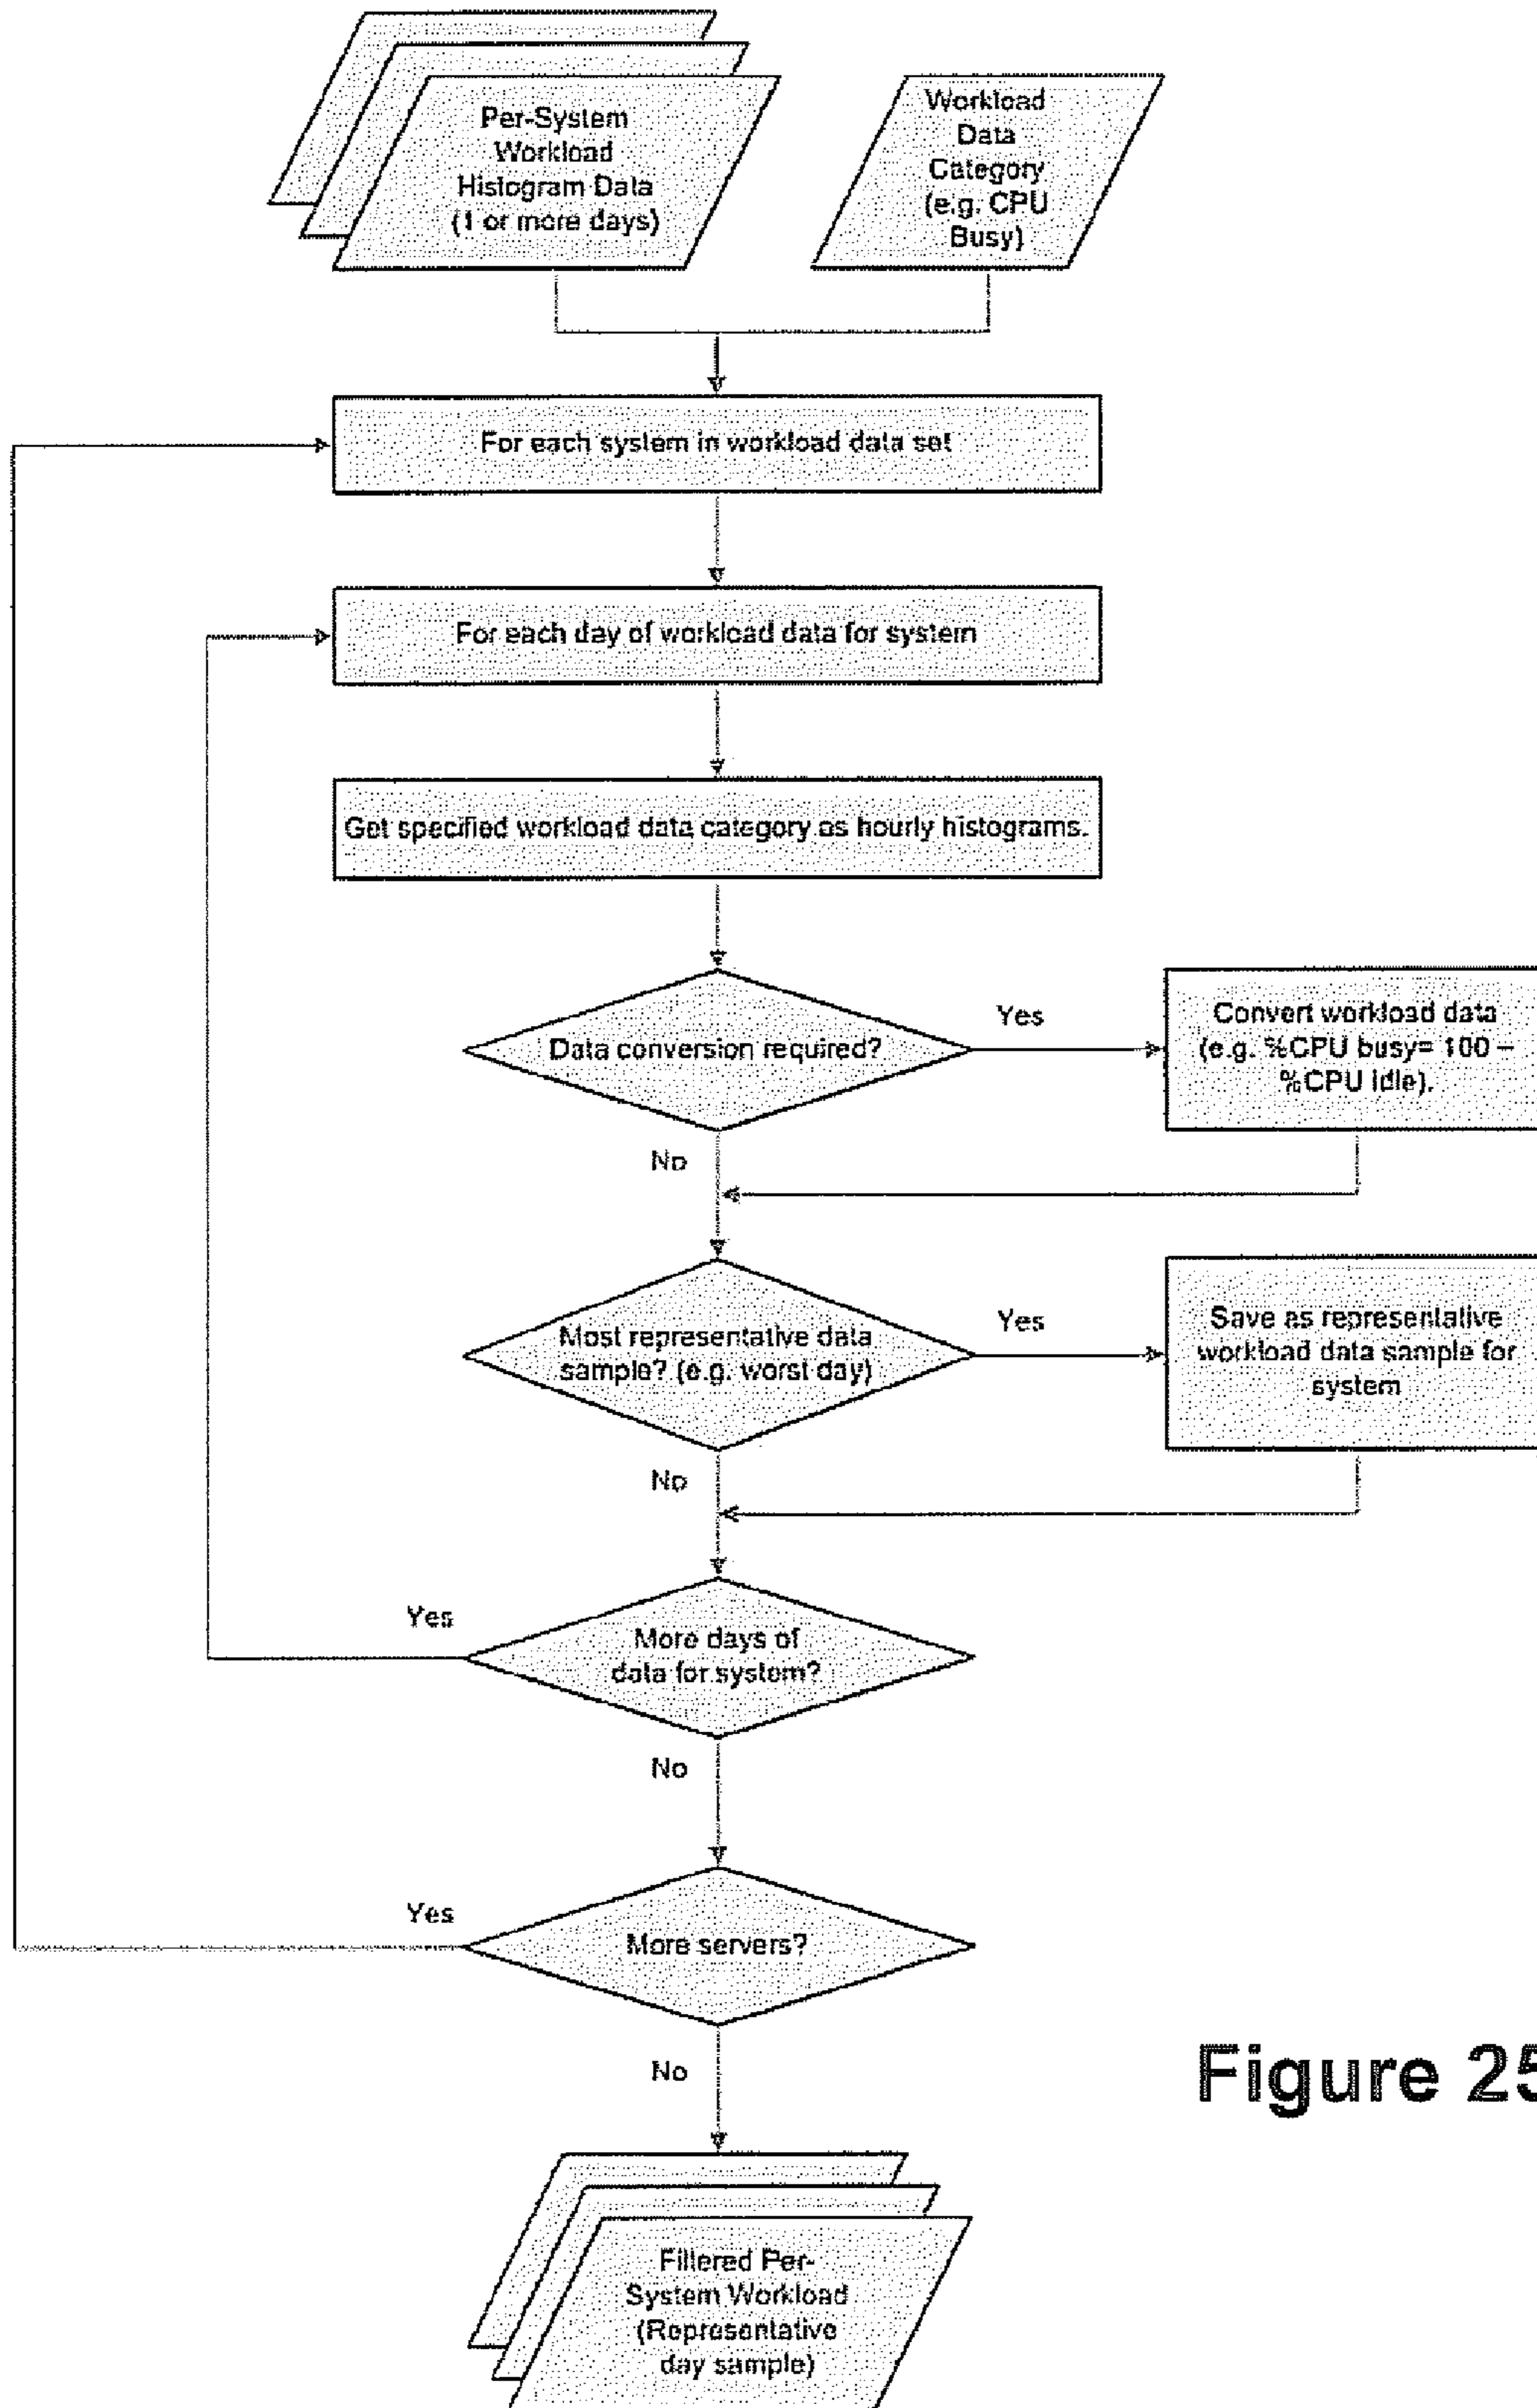 Per-System
Workload
Histogram Data
(1 or more days)
Workload
Data
Category
(e.g. CPU
Busy)
For each system in workload data set
For each day of workload data for system
Get specified workload data category as hourly histograms.
Data conversion required?
Yes
Convert workload data
(e.g. %CPU busy= 100 –
%CPU idle).
No
Most representative data
sample? (e.g. worst day)
Yes
Save as representative
workload data sample for
system
No
More days of
data for system?
Yes
No
More servers?
Yes
No
Figure 25
Filtered Per-
System Workload
(Representative
day sample)